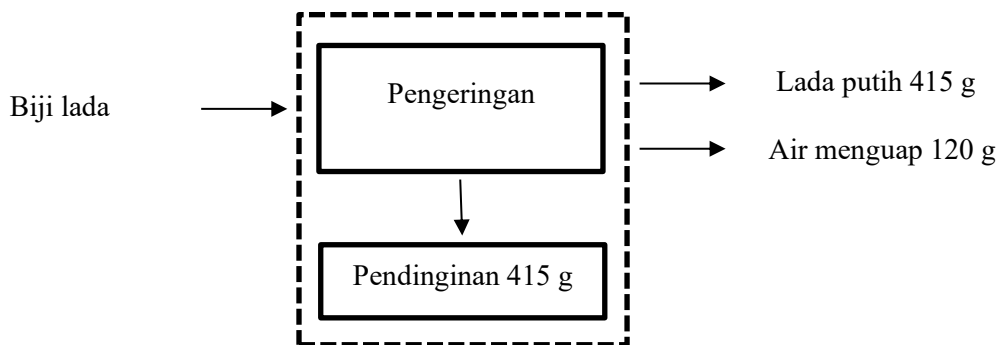 Biji lada
Pengeringan
Lada putih 415 g
Air menguap 120 g
Pendinginan 415 g